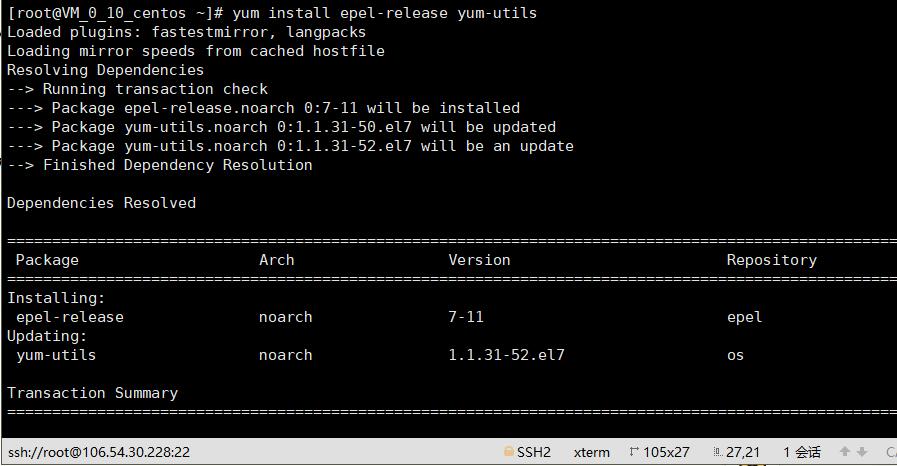 [root@VM_0_10_centos ~]# yum install epel-release yum-utils
Loaded plugins: fastestmirror, langpacks
Loading mirror speeds from cached hostfile
Resolving Dependencies
--> Running transaction check
---> Package epel-release.noarch 0:7-11 will be installed
---> Package yum-utils.noarch 0:1.1.31-50.el7 will be updated
---> Package yum-utils.noarch 0:1.1.31-52.el7 will be an update
--> Finished Dependency Resolution
Dependencies Resolved
Package Arch Version Repository
Installing:
epel-release noarch 7-11 epel
Updating:
yum-utils noarch 1.1.31-52.el7 os
Transaction Summary
ssh://root@106.54.30.228:22 SSH2 xterm 105x27 27,21 1 会话